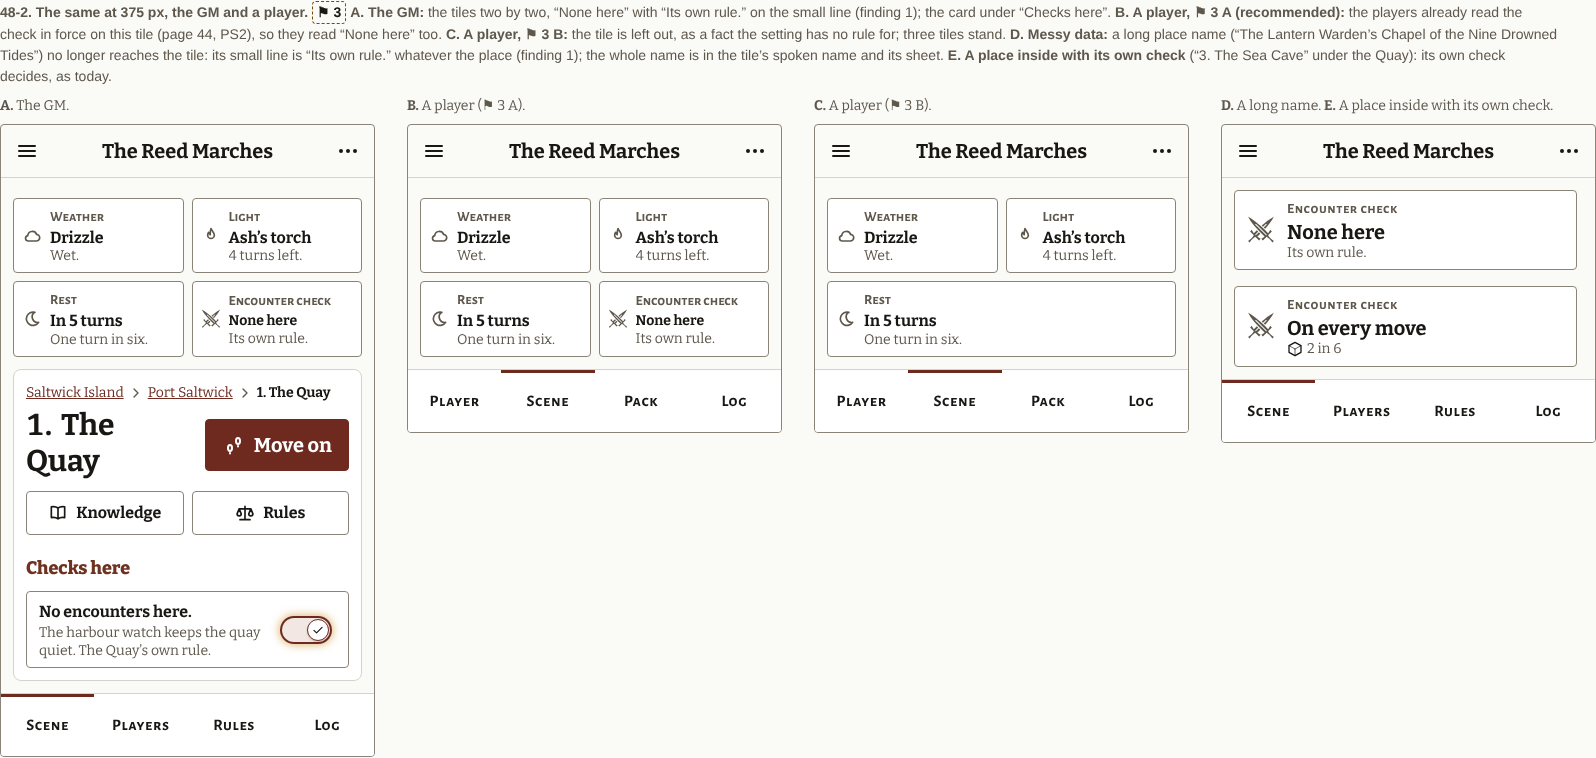 48-2. The same at 375 px, the GM and a player. ⚑ 3 A. The GM: the tiles two by two, “None here” with “Its own rule.” on the small line (finding 1); the card under “Checks here”. B. A player, ⚑ 3 A (recommended): the players already read the
check in force on this tile (page 44, PS2), so they read “None here” too. C. A player, ⚑ 3 B: the tile is left out, as a fact the setting has no rule for; three tiles stand. D. Messy data: a long place name (“The Lantern Warden’s Chapel of the Nine Drowned
Tides”) no longer reaches the tile: its small line is “Its own rule.” whatever the place (finding 1); the whole name is in the tile’s spoken name and its sheet. E. A place inside with its own check (“3. The Sea Cave” under the Quay): its own check
decides, as today.
A. The GM.
The Reed Marches
Weather
Drizzle
Wet.
Light
Ash’s torch
4 turns left.
Rest
In 5 turns
One turn in six.
Encounter check
None here
Its own rule.
Saltwick Island > Port Saltwick > 1. The Quay
1. The
Quay
Move on
Knowledge
Rules
Checks here
No encounters here.
The harbour watch keeps the quay
quiet. The Quay’s own rule.
Scene Players Rules Log
B. A player (⚑ 3 A).
The Reed Marches
Weather
Drizzle
Wet.
Light
Ash’s torch
4 turns left.
Rest
In 5 turns
One turn in six.
Encounter check
None here
Its own rule.
Player Scene Pack Log
C. A player (⚑ 3 B).
The Reed Marches
Weather
Drizzle
Wet.
Light
Ash’s torch
4 turns left.
Rest
In 5 turns
One turn in six.
Player Scene Pack Log
D. A long name. E. A place inside with its own check.
The Reed Marches
Encounter check
None here
Its own rule.
Encounter check
On every move
2 in 6
Scene Players Rules Log